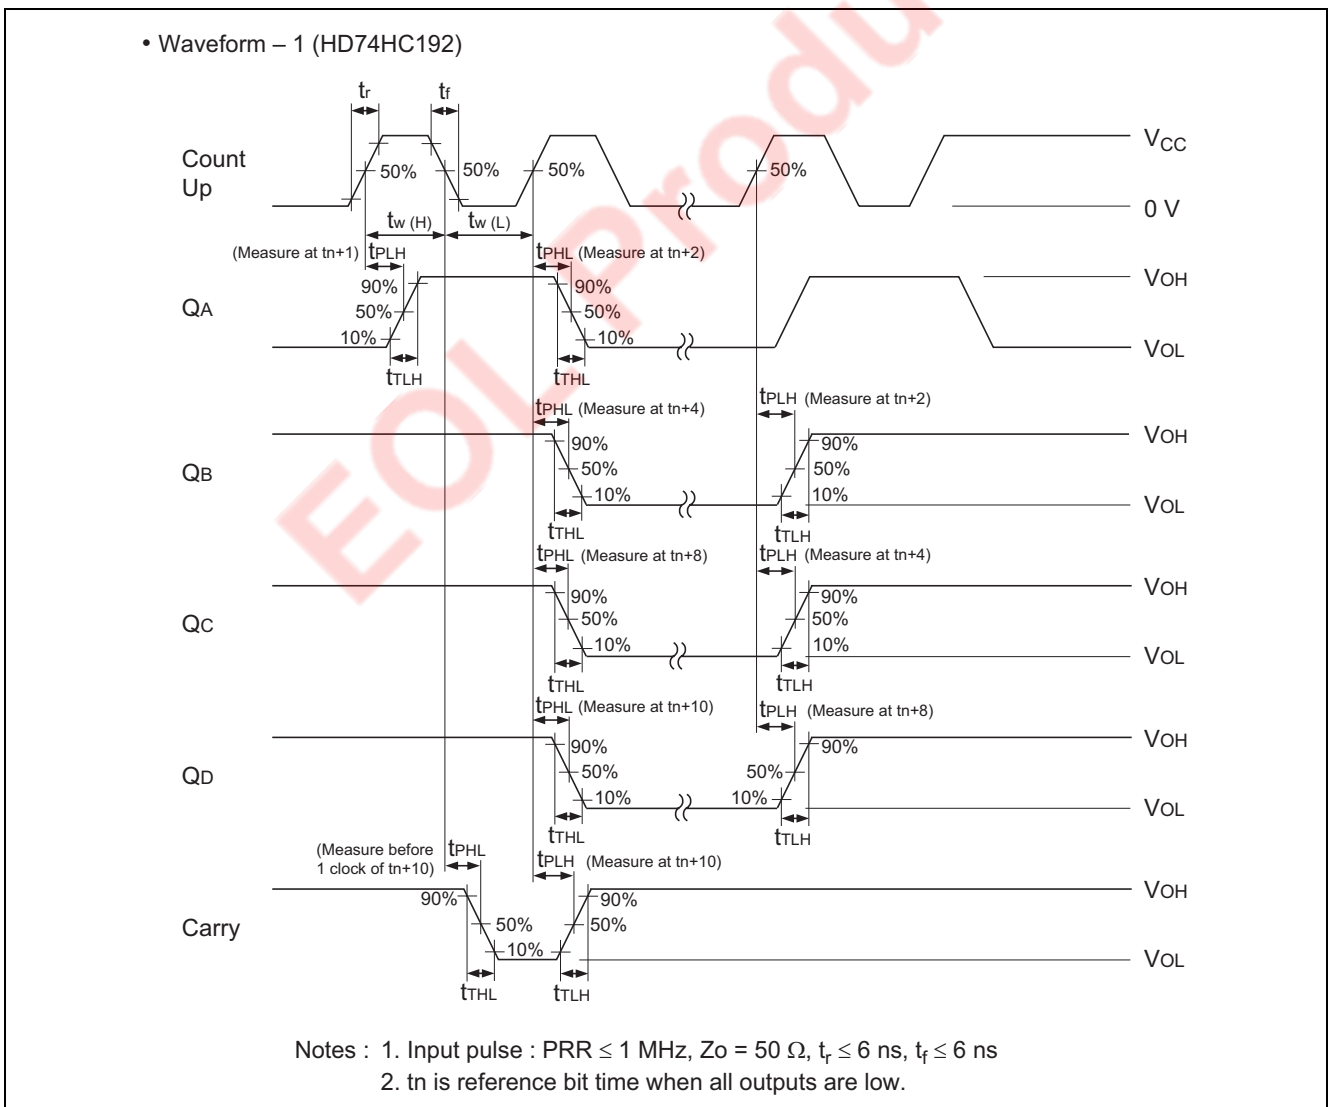 • Waveform – 1 (HD74HC192)
tr
tf
Count
Up
50%
50%
50%
50%
VCC
0 V
tw (H)
tw (L)
(Measure at tn+1)
tPLH
tPHL (Measure at tn+2)
QA
90%
50%
10%
90%
50%
10%
VOH
VOL
tTLH
tTHL
tPHL (Measure at tn+4)
tPLH (Measure at tn+2)
QB
90%
50%
10%
90%
50%
10%
VOH
VOL
tTHL
tTLH
tPHL (Measure at tn+8)
tPLH (Measure at tn+4)
QC
90%
50%
10%
90%
50%
10%
VOH
VOL
tTHL
tTLH
tPHL (Measure at tn+10)
tPLH (Measure at tn+8)
QD
90%
50%
10%
90%
50%
10%
VOH
VOL
tTHL
tTLH
(Measure before
1 clock of tn+10)
tPHL
tPLH (Measure at tn+10)
Carry
90%
50%
10%
90%
50%
VOH
VOL
tTHL
tTLH
Notes : 1. Input pulse : PRR ≤ 1 MHz, Zo = 50 Ω, tr ≤ 6 ns, tf ≤ 6 ns
2. tn is reference bit time when all outputs are low.
EOL Produ